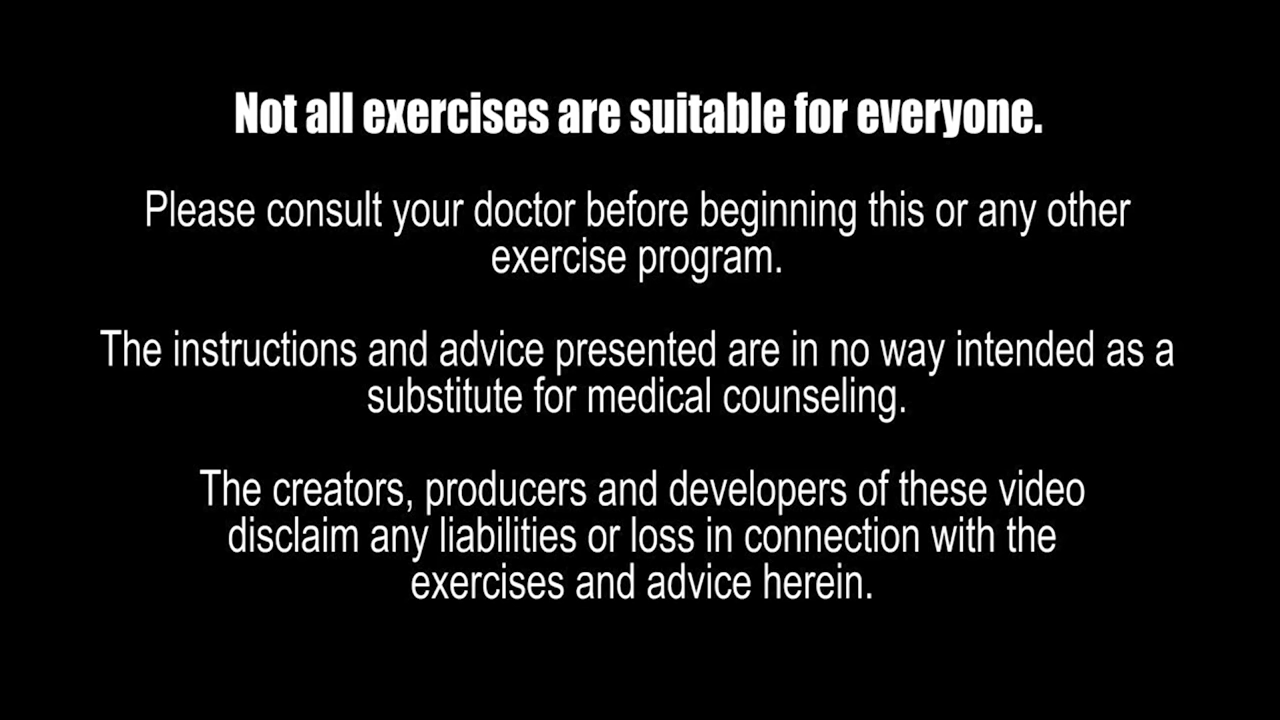 Not all exercises are suitable for everyone.
Please consult your doctor before beginning this or any other
exercise program.
The instructions and advice presented are in no way intended as a
substitute for medical counseling.
The creators, producers and developers of these video
disclaim any liabilities or loss in connection with the
exercises and advice herein.